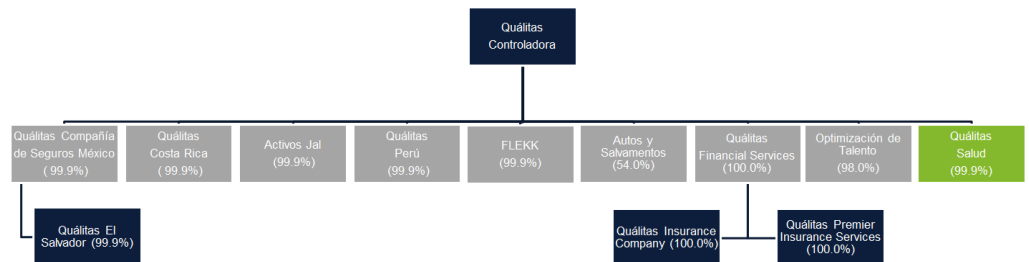 Quálitas
Controladora
Quálitas Compañía
de Seguros México
( 99.9%)
Quálitas
Costa Rica
( 99.9%)
Activos Jal
(99.9%)
Quálitas
Perú
(99.9%)
FLEKK
(99.9%)
Autos y
Salvamentos
(54.0%)
Quálitas
Financial Services
(100.0%)
Optimización de
Talento
(98.0%)
Quálitas
Salud
(99.9%)
Quálitas El
Salvador (99.9%)
Quálitas Insurance
Company (100.0%)
Quálitas Premier
Insurance Services
(100.0%)